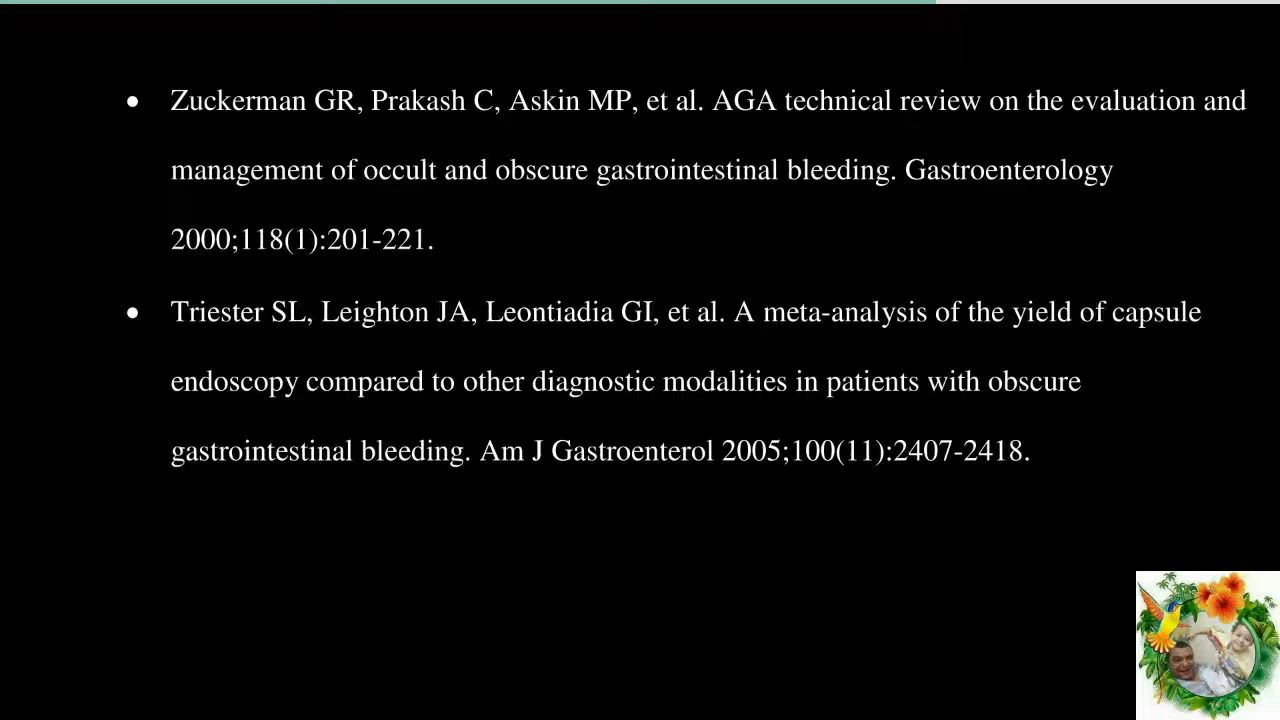 • Zuckerman GR, Prakash C, Askin MP, et al. AGA technical review on the evaluation and
management of occult and obscure gastrointestinal bleeding. Gastroenterology
2000;118(1):201-221.
• Triester SL, Leighton JA, Leontiadia GI, et al. A meta-analysis of the yield of capsule
endoscopy compared to other diagnostic modalities in patients with obscure
gastrointestinal bleeding. Am J Gastroenterol 2005;100(11):2407-2418.